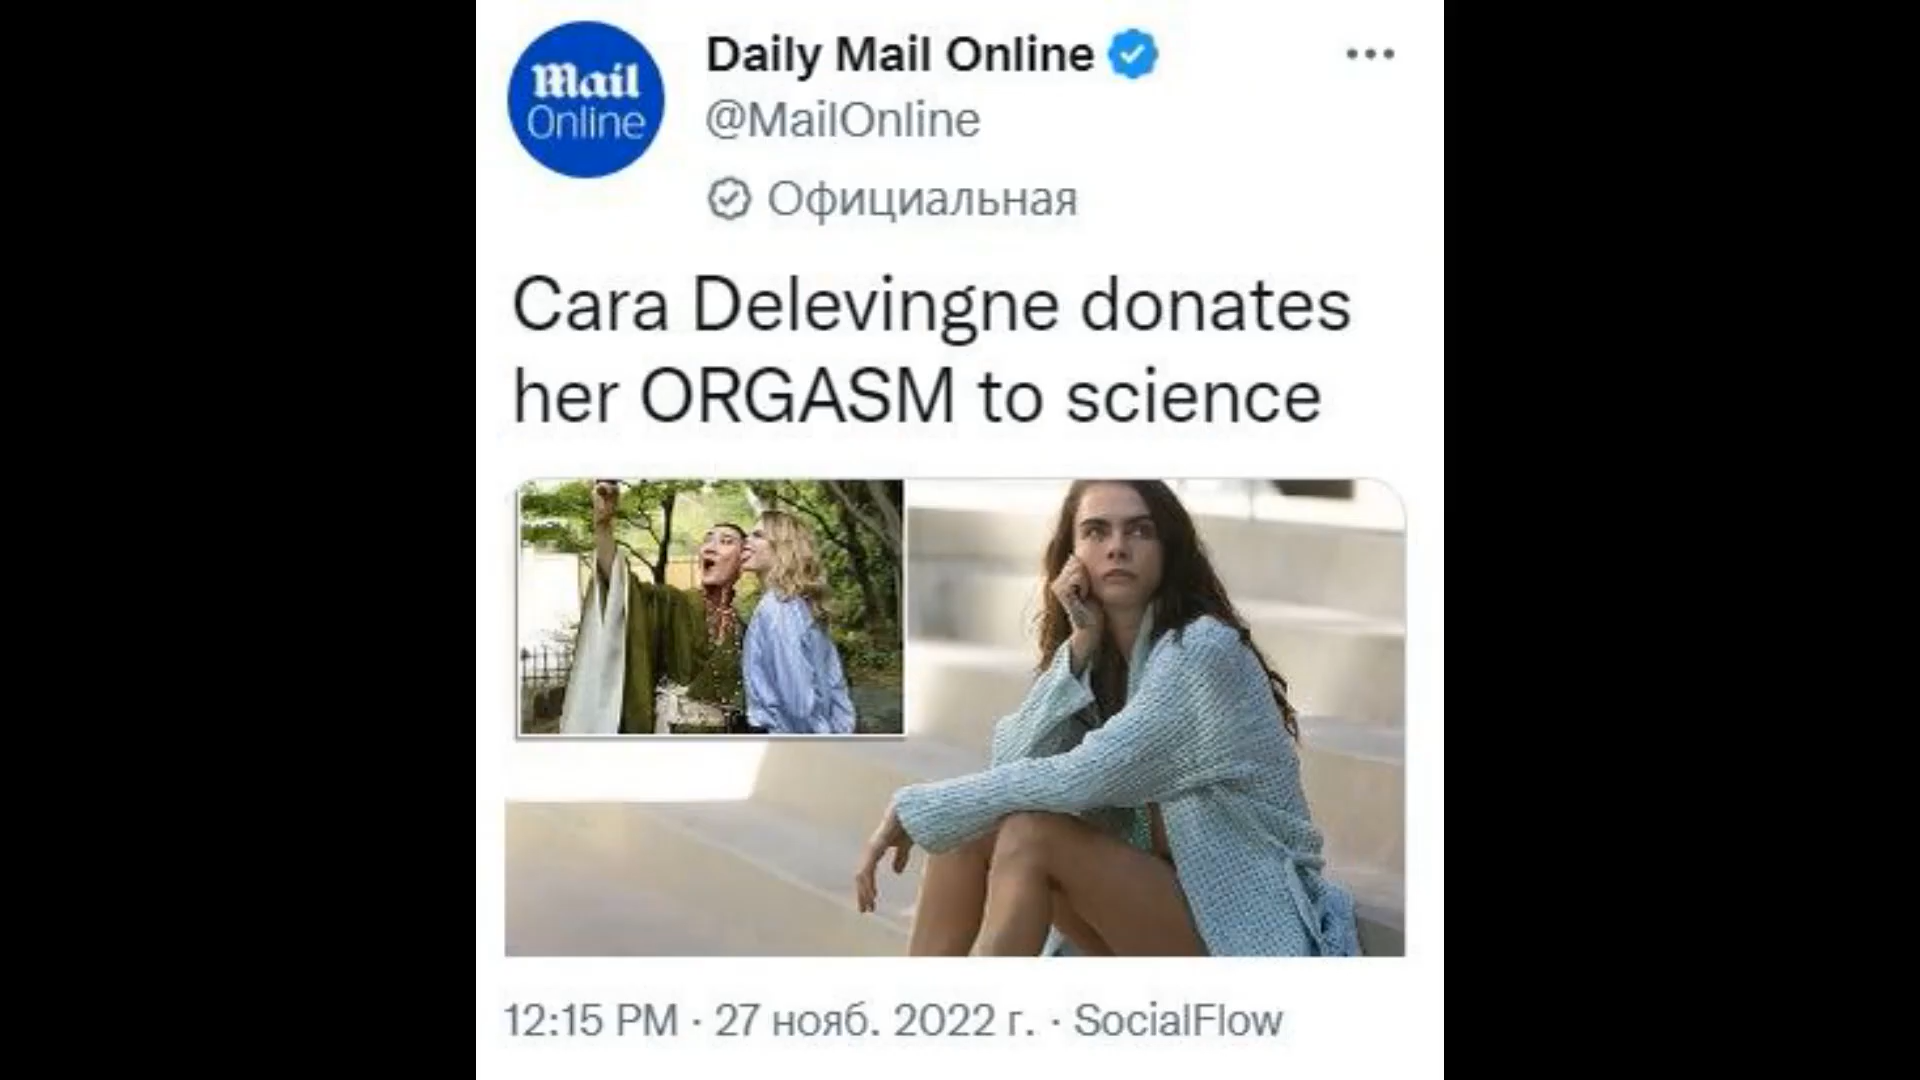 Mail
Online
Daily Mail Online
@MailOnline
Официальная
Cara Delevingne donates
her ORGASM to science
12:15 PM · 27 нояб. 2022 г. · SocialFlow